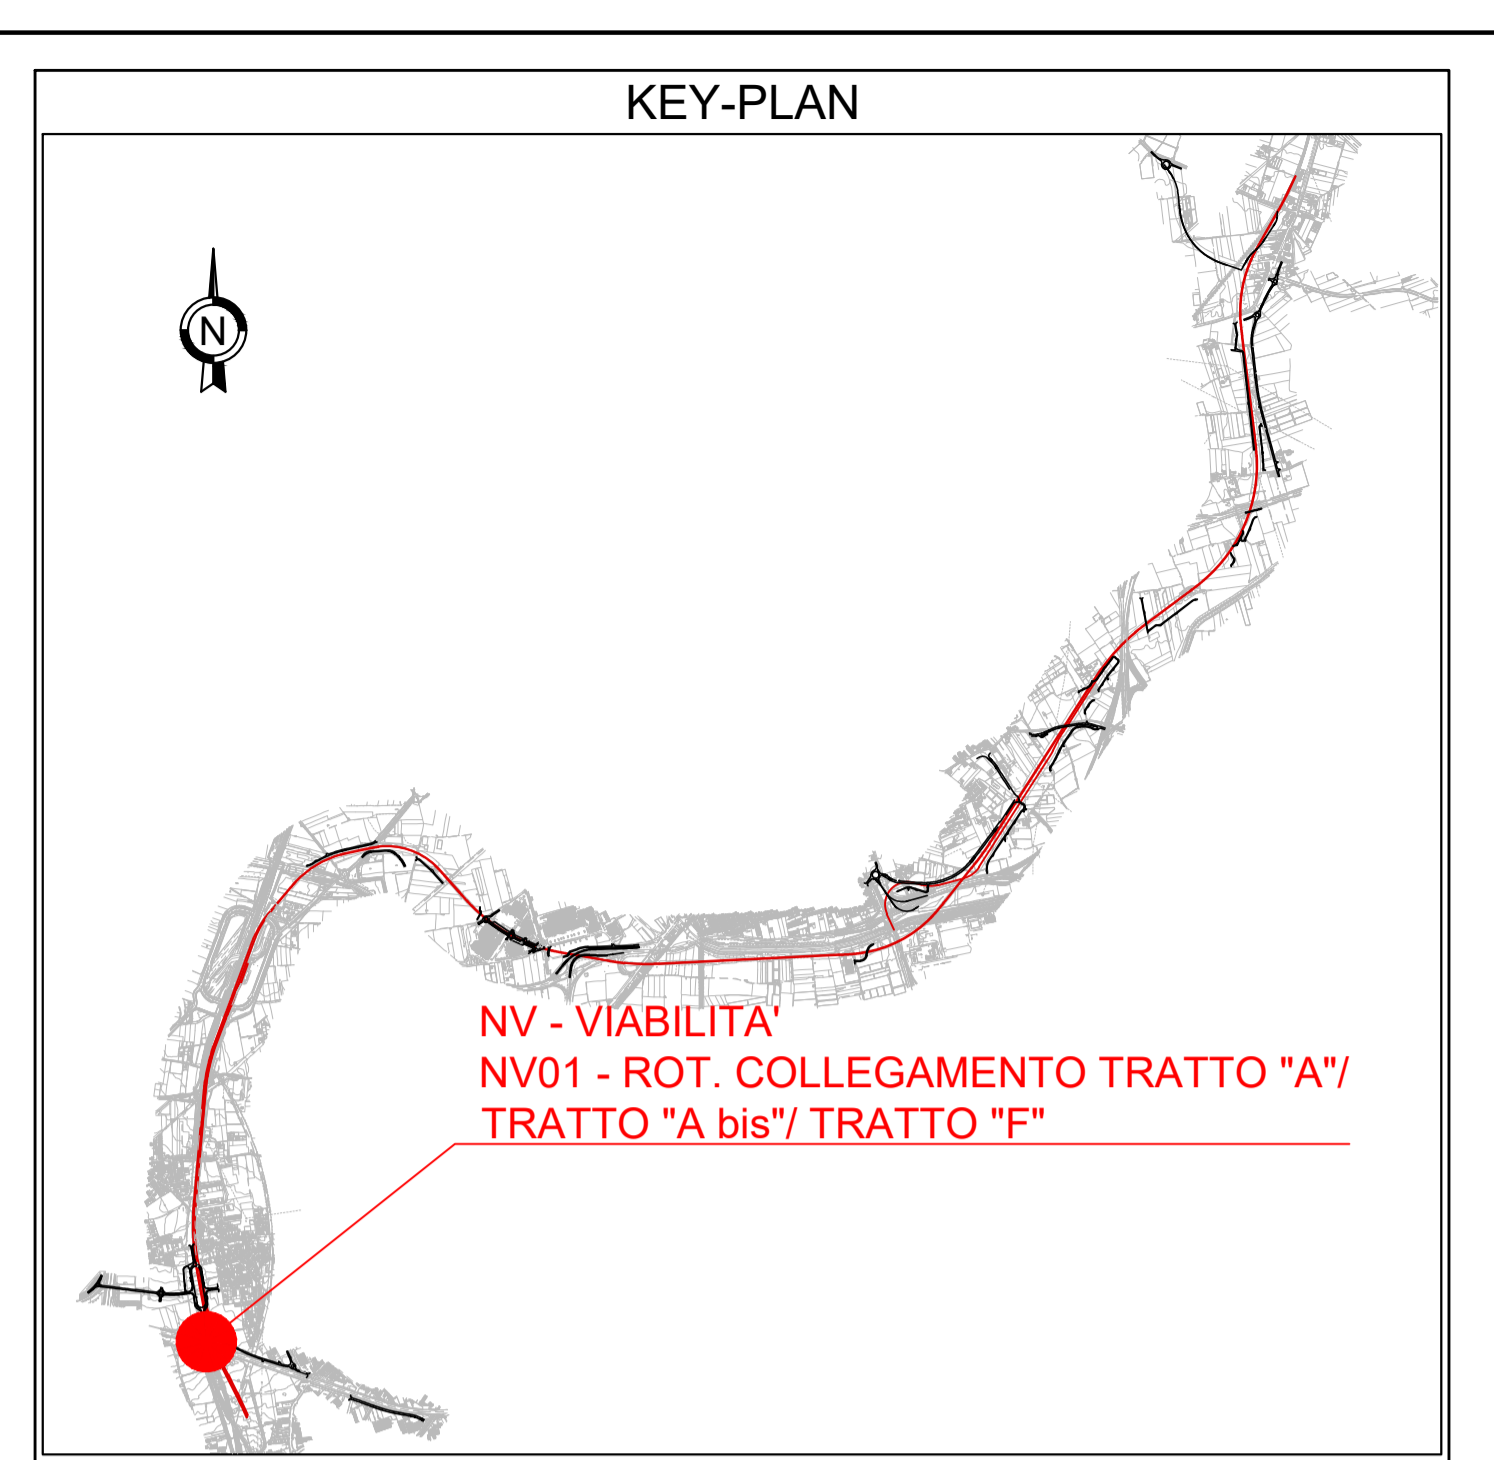 KEY-PLAN
N
NV - VIABILITA'
NV01 - ROT. COLLEGAMENTO TRATTO "A"/
TRATTO "A bis"/ TRATTO "F"